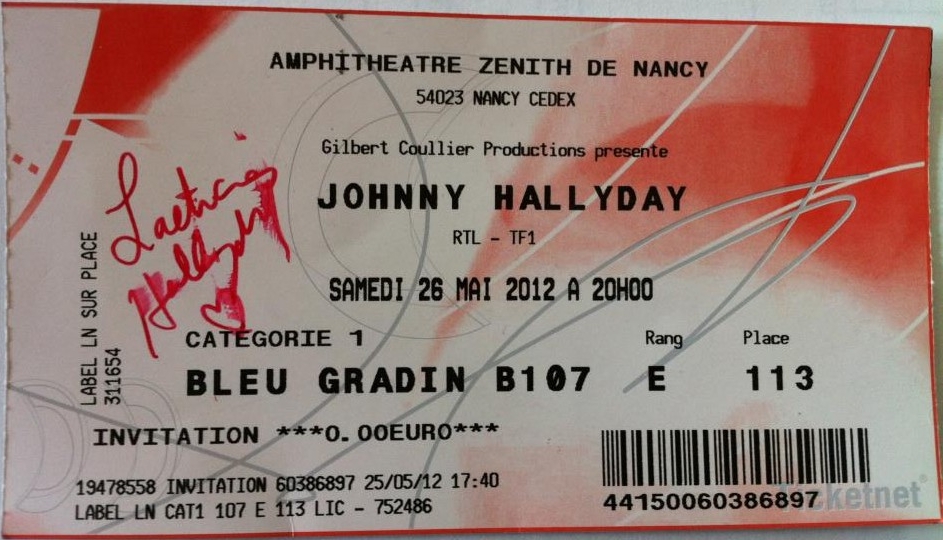 AMPHITHEATRE ZENITH DE NANCY
54023 NANCY CEDEX
Gilbert Coullier Productions presente
JOHNNY HALLYDAY
RTL - TF1
SAMEDI 26 MAI 2012 A 20H00
Laeticia
Hallyday
LABEL LN SUR PLACE
311654
CATEGORIE 1 Rang Place
BLEU GRADIN B107 E 113
INVITATION ***0.00EURO***
19478558 INVITATION 60386897 25/05/12 17:40
LABEL LN CAT1 107 E 113 LIC - 752486
44150060386897
Ticketnet